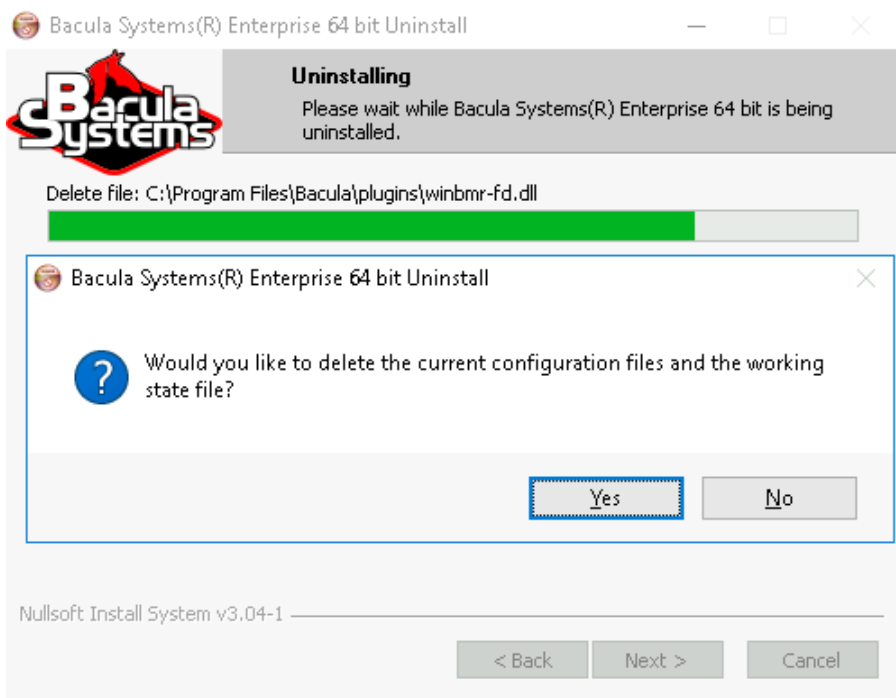 Bacula Systems(R) Enterprise 64 bit Uninstall
Bacula
Systems
Uninstalling
Please wait while Bacula Systems(R) Enterprise 64 bit is being
uninstalled.
Delete file: C:\Program Files\Bacula\plugins\winbmr-fd.dll
Bacula Systems(R) Enterprise 64 bit Uninstall
Would you like to delete the current configuration files and the working
state file?
Yes
No
Nullsoft Install System v3.04-1
< Back
Next >
Cancel